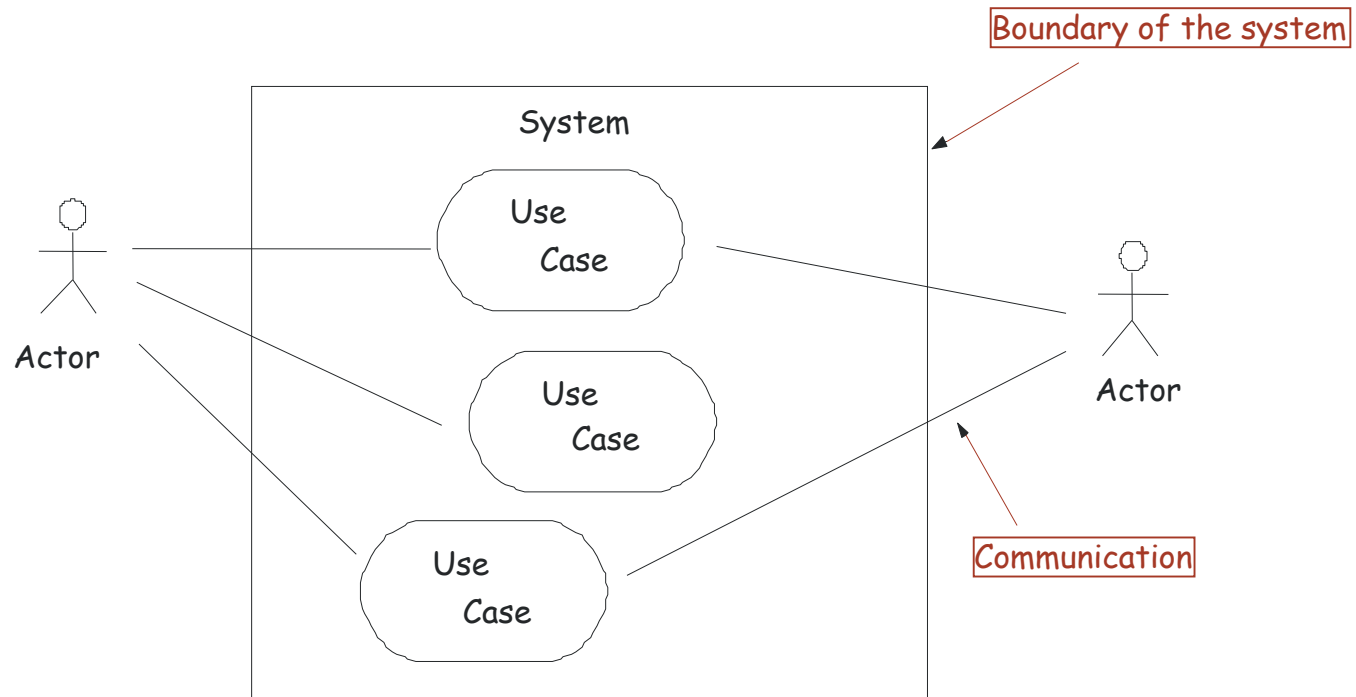 Boundary of the system
System
Use
Case
Actor
Use
Case
Actor
Use
Case
Communication